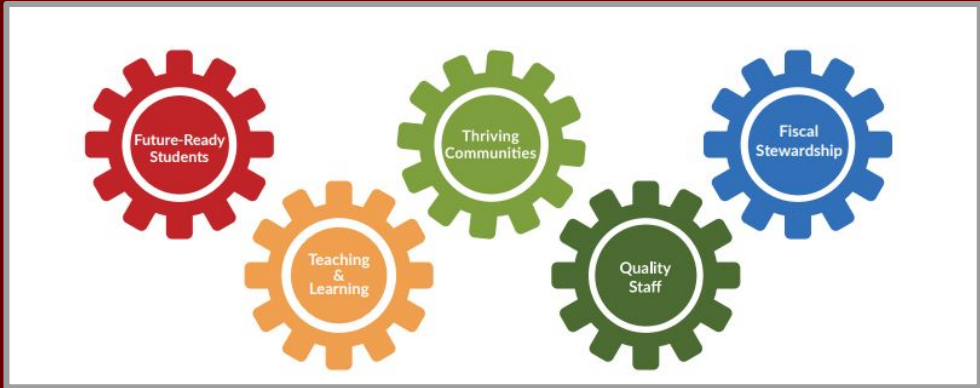 Future-Ready
Students
Thriving
Communities
Fiscal
Stewardship
Teaching
&
Learning
Quality
Staff